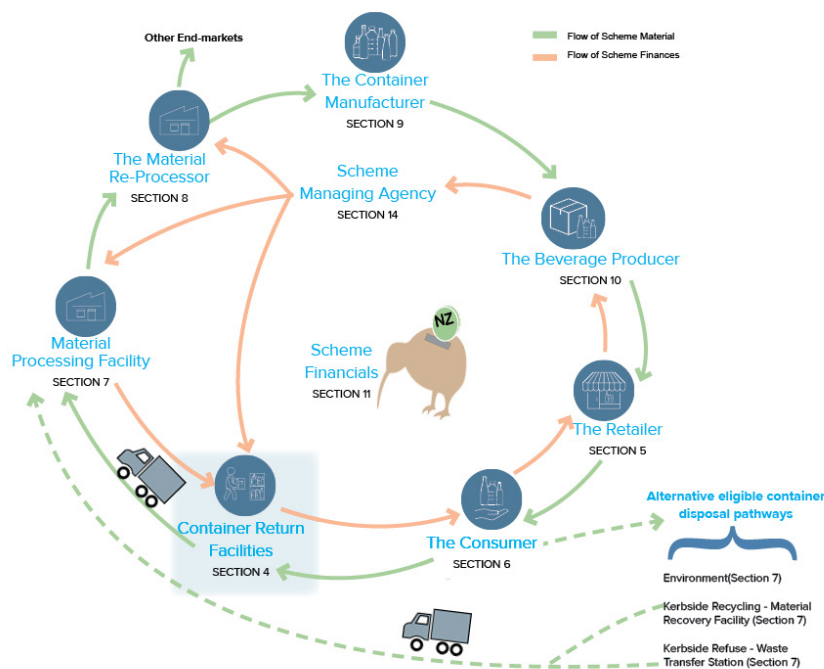 Other End-markets
Flow of Scheme Material
Flow of Scheme Finances
The Container
Manufacturer
SECTION 9
The Material
Re-Processor
SECTION 8
Scheme
Managing Agency
SECTION 14
The Beverage Producer
SECTION 10
NZ
Material
Processing Facility
SECTION 7
Scheme
Financials
SECTION 11
The Retailer
SECTION 5
Container Return
Facilities
SECTION 4
The Consumer
SECTION 6
Alternative eligible container
disposal pathways
Environment(Section 7)
Kerbside Recycling - Material
Recovery Facility (Section 7)
Kerbside Refuse - Waste
Transfer Station (Section 7)